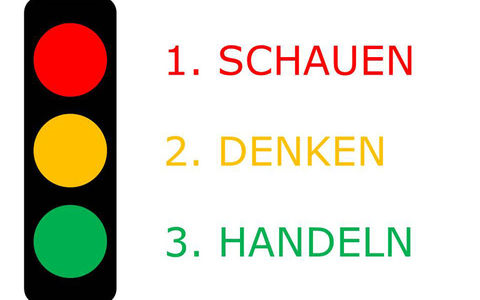 1. SCHAUEN
2. DENKEN
3. HANDELN